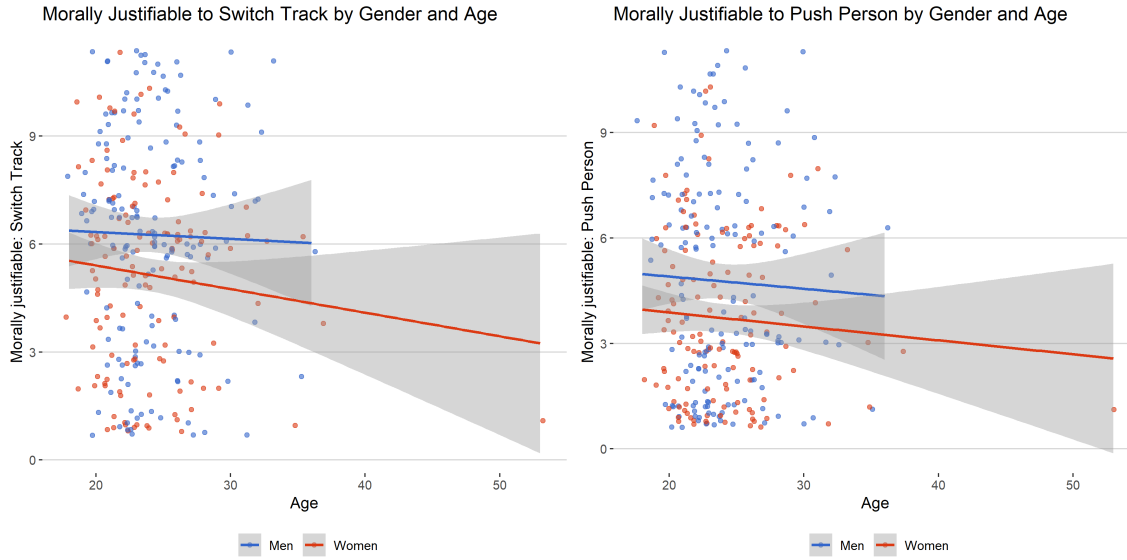 Morally Justifiable to Switch Track by Gender and Age
Morally justifiable: Switch Track
9
6
3
0
20
30
40
50
Age
Men
Women
Morally Justifiable to Push Person by Gender and Age
Morally justifiable: Push Person
9
6
3
0
20
30
40
50
Age
Men
Women